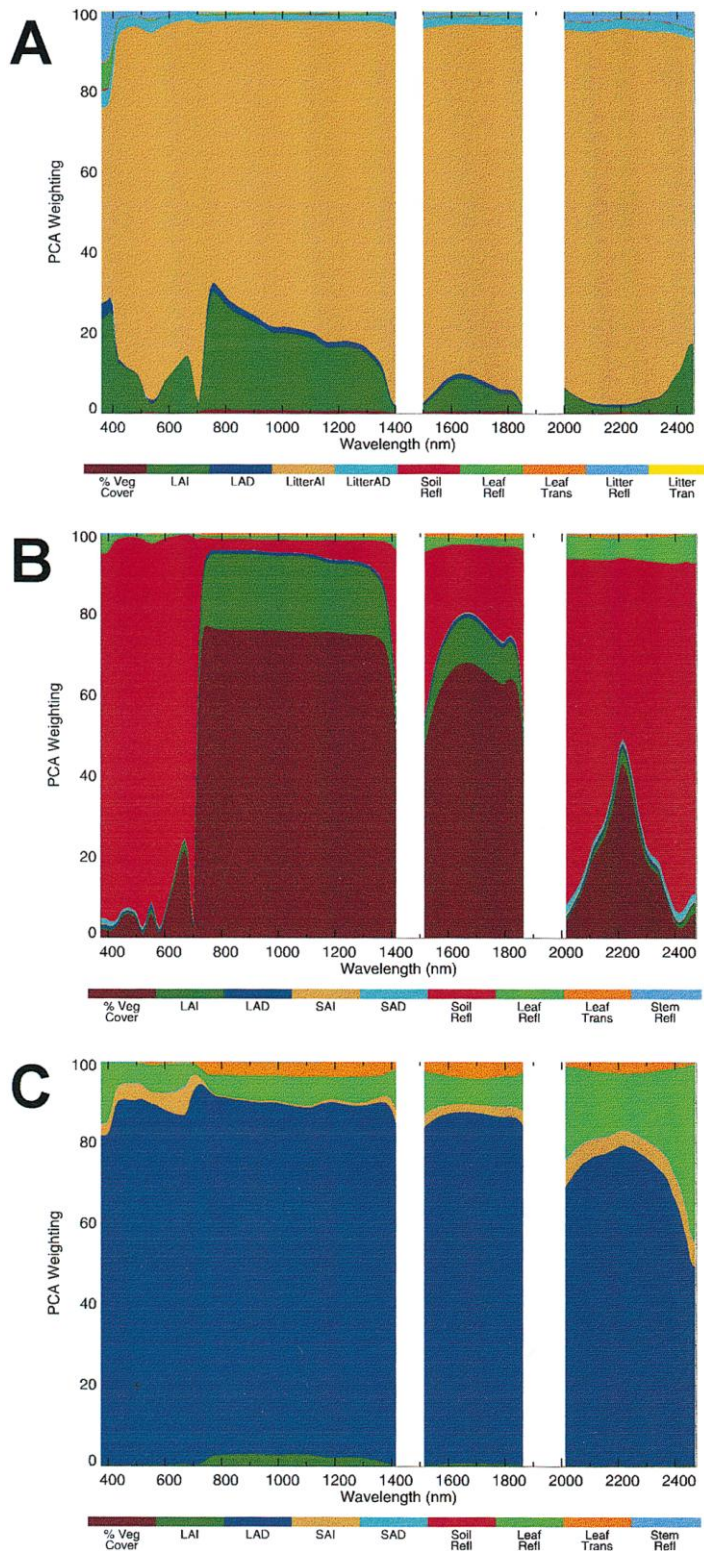 A
100
80
60
40
20
0
PCA Weighting
400 600 800 1000 1200 1400 1600 1800 2000 2200 2400
Wavelength (nm)
% Veg Cover LAI LAD LitterAI LitterAD Soil Refl Leaf Refl Leaf Trans Litter Refl Litter Tran
B
100
80
60
40
20
0
PCA Weighting
400 600 800 1000 1200 1400 1600 1800 2000 2200 2400
Wavelength (nm)
% Veg Cover LAI LAD SAI SAD Soil Refl Leaf Refl Leaf Trans Stem Refl
C
100
80
60
40
20
0
PCA Weighting
400 600 800 1000 1200 1400 1600 1800 2000 2200 2400
Wavelength (nm)
% Veg Cover LAI LAD SAI SAD Soil Refl Leaf Refl Leaf Trans Stem Refl